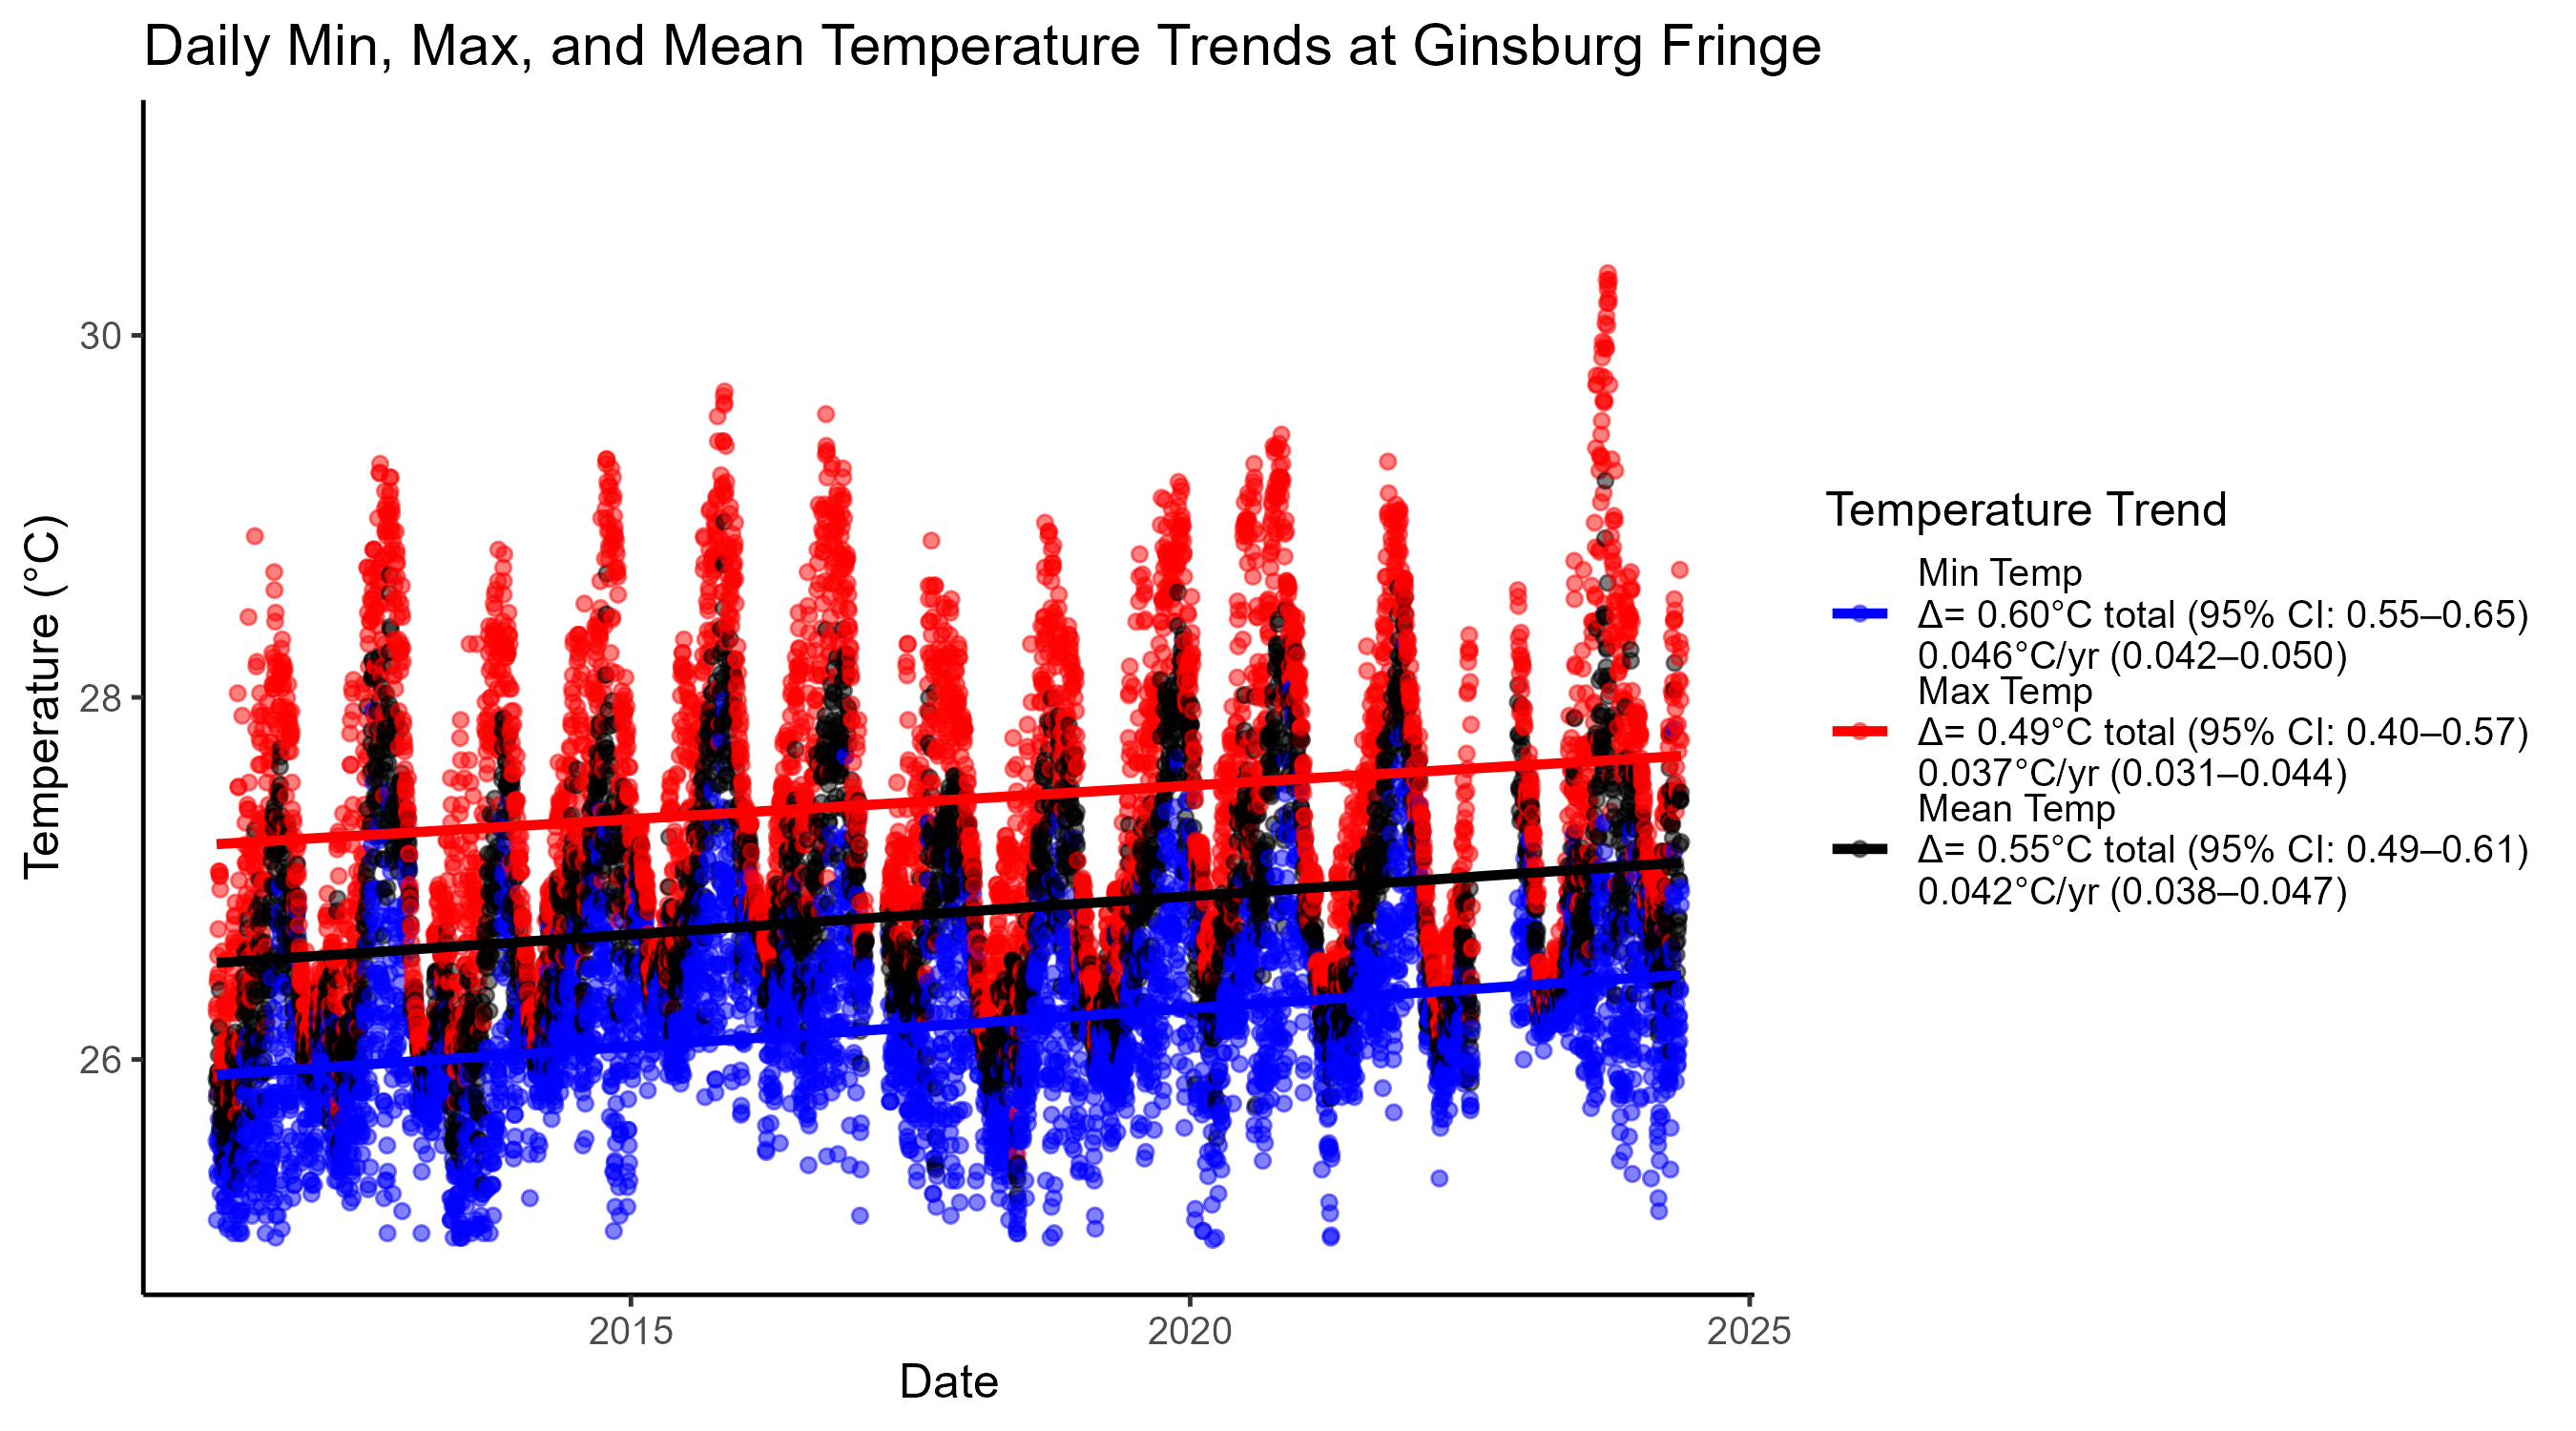 Daily Min, Max, and Mean Temperature Trends at Ginsburg Fringe
Temperature (°C)
30
28
26
2015
2020
2025
Date
Temperature Trend
Min Temp
Δ= 0.60°C total (95% CI: 0.55–0.65)
0.046°C/yr (0.042–0.050)
Max Temp
Δ= 0.49°C total (95% CI: 0.40–0.57)
0.037°C/yr (0.031–0.044)
Mean Temp
Δ= 0.55°C total (95% CI: 0.49–0.61)
0.042°C/yr (0.038–0.047)